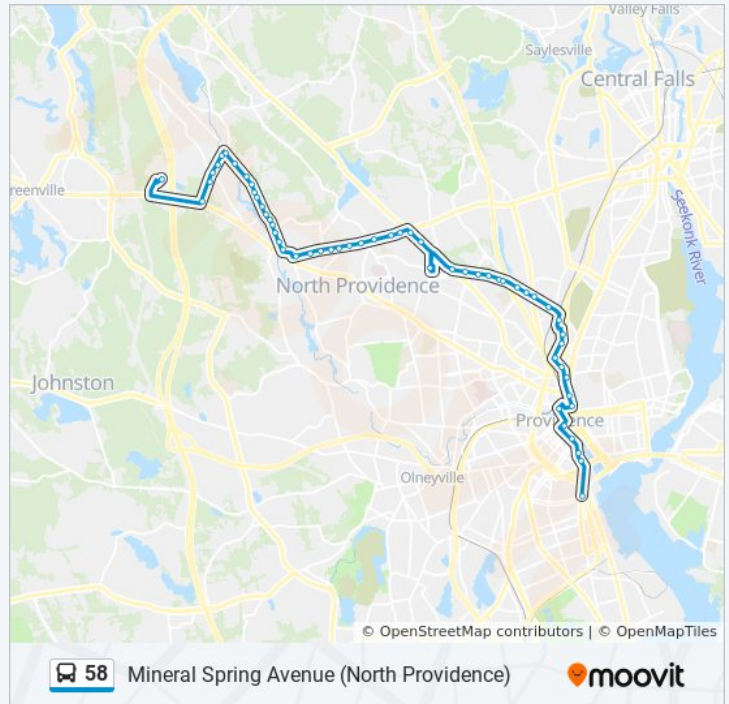 Valley Falls
Saylesville
Central Falls
reenville
Seekonk River
North Providence
Johnston
Providence
Olneyville
© OpenStreetMap contributors | © OpenMapTiles
58 Mineral Spring Avenue (North Providence) moovit